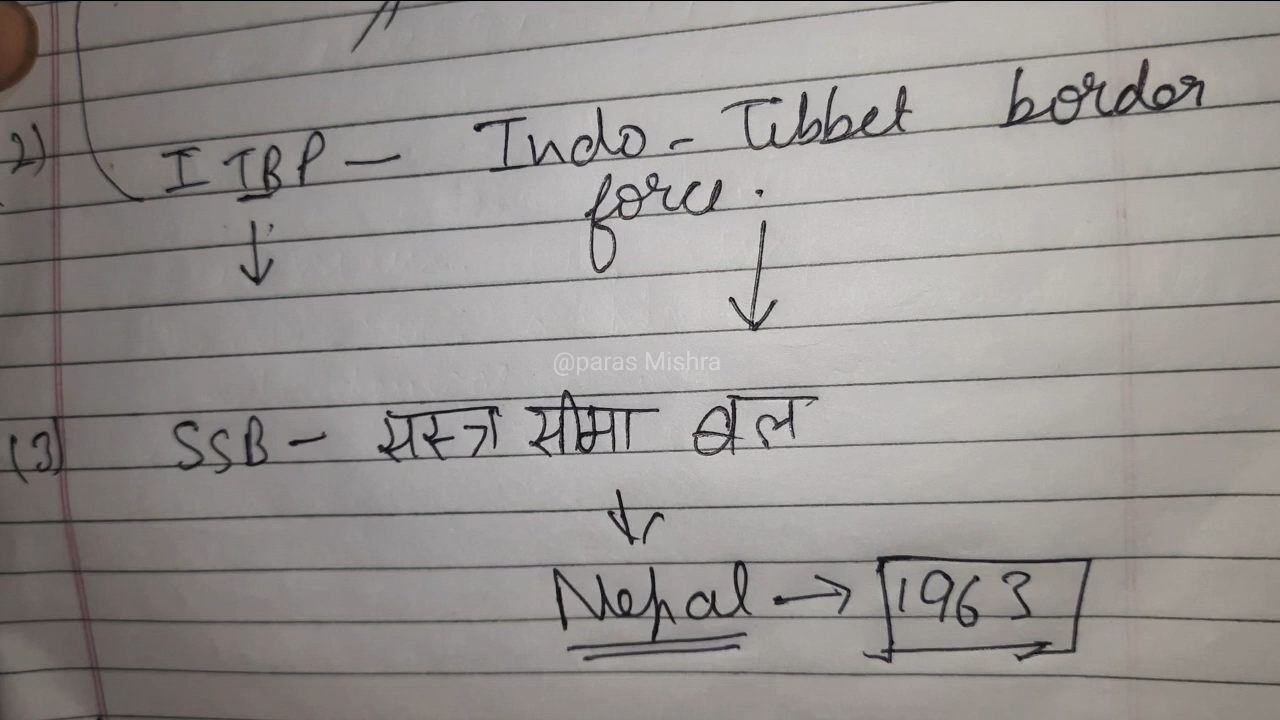 2) ITBP - Indo - Tibbet border
force.
@paras Mishra
(3) SSB - सस्त्र सीमा बल
Nepal → 1963